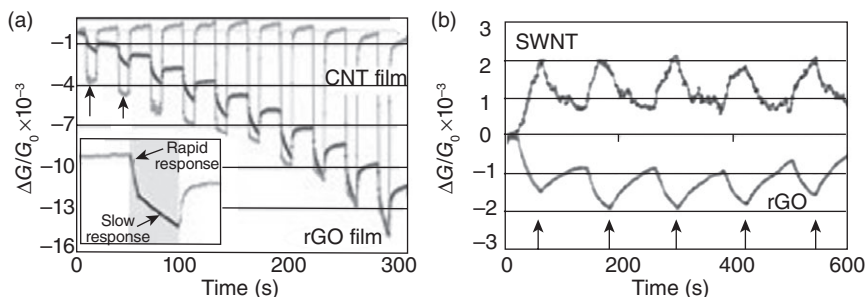 (a)
ΔG/G₀ ×10⁻³
−1
−4
−7
−10
−13
−16
CNT film
Rapid
response
Slow
response
rGO film
0 100 200 300
Time (s)
(b)
ΔG/G₀ ×10⁻³
3
2
1
0
−1
−2
−3
SWNT
rGO
0 200 400 600
Time (s)